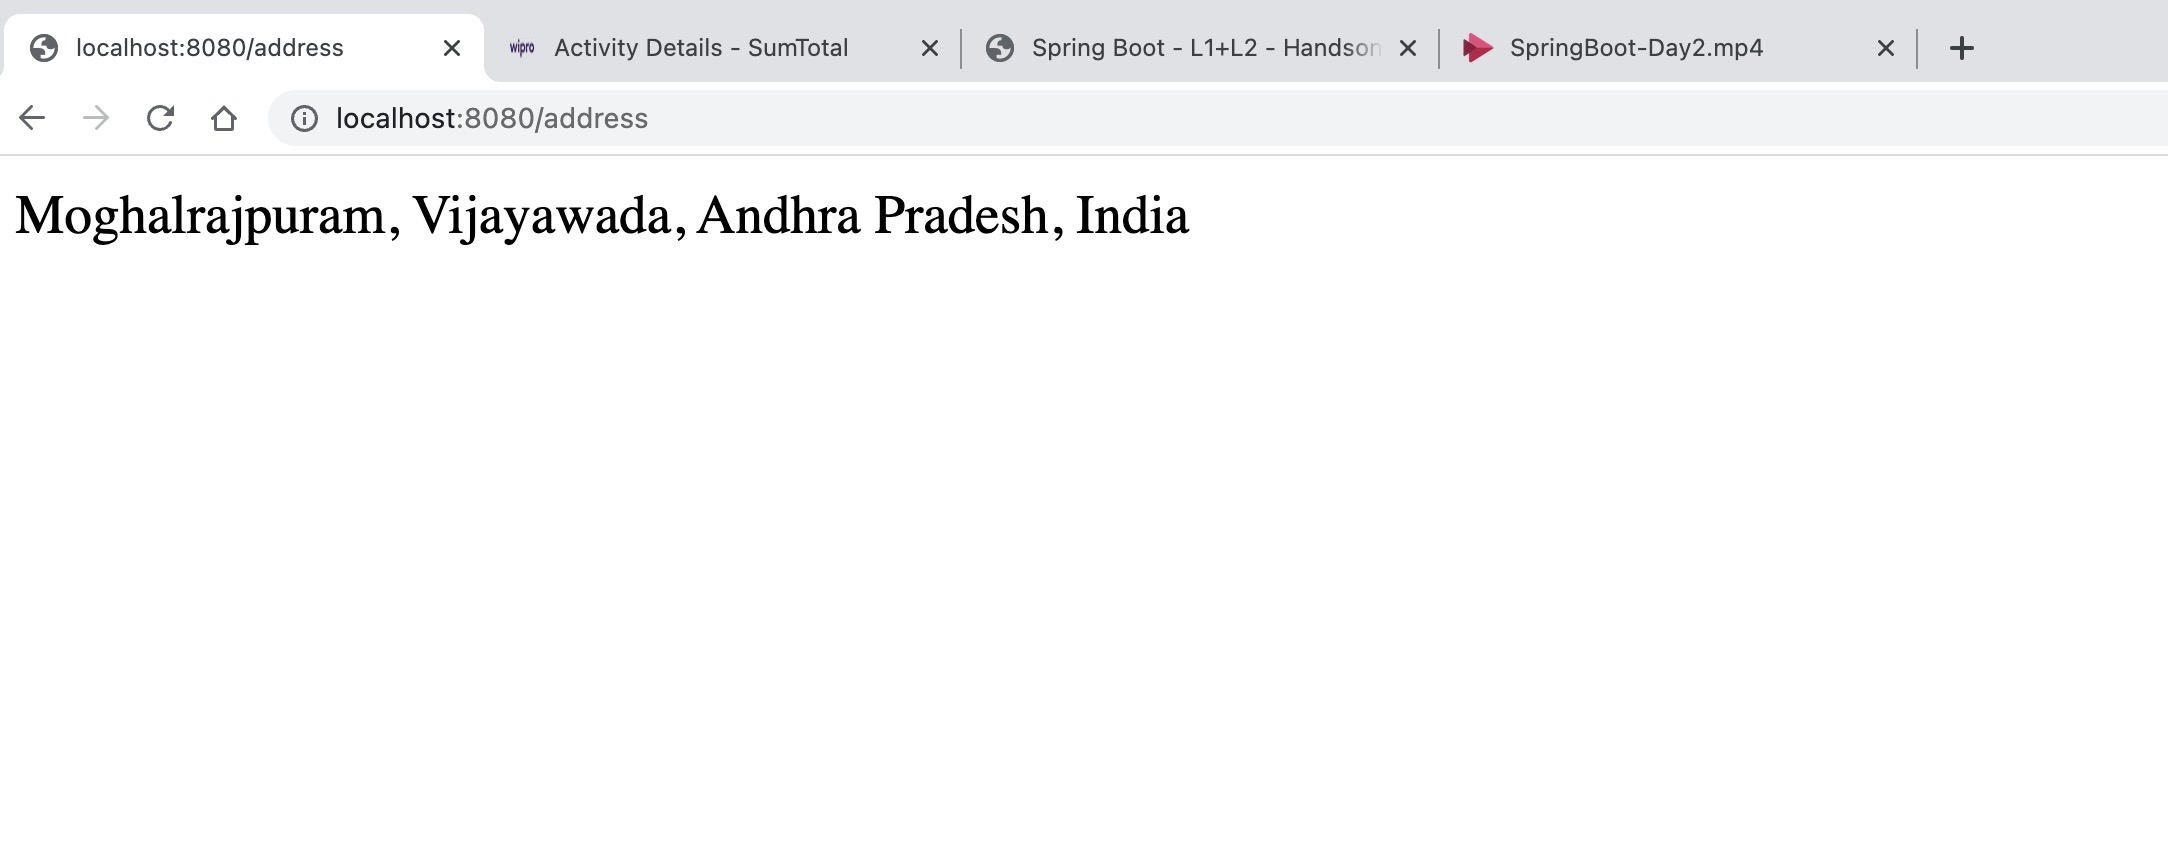 localhost:8080/address
wipro Activity Details - SumTotal
Spring Boot - L1+L2 - Handson
SpringBoot-Day2.mp4
localhost:8080/address
Moghalrajpuram, Vijayawada, Andhra Pradesh, India